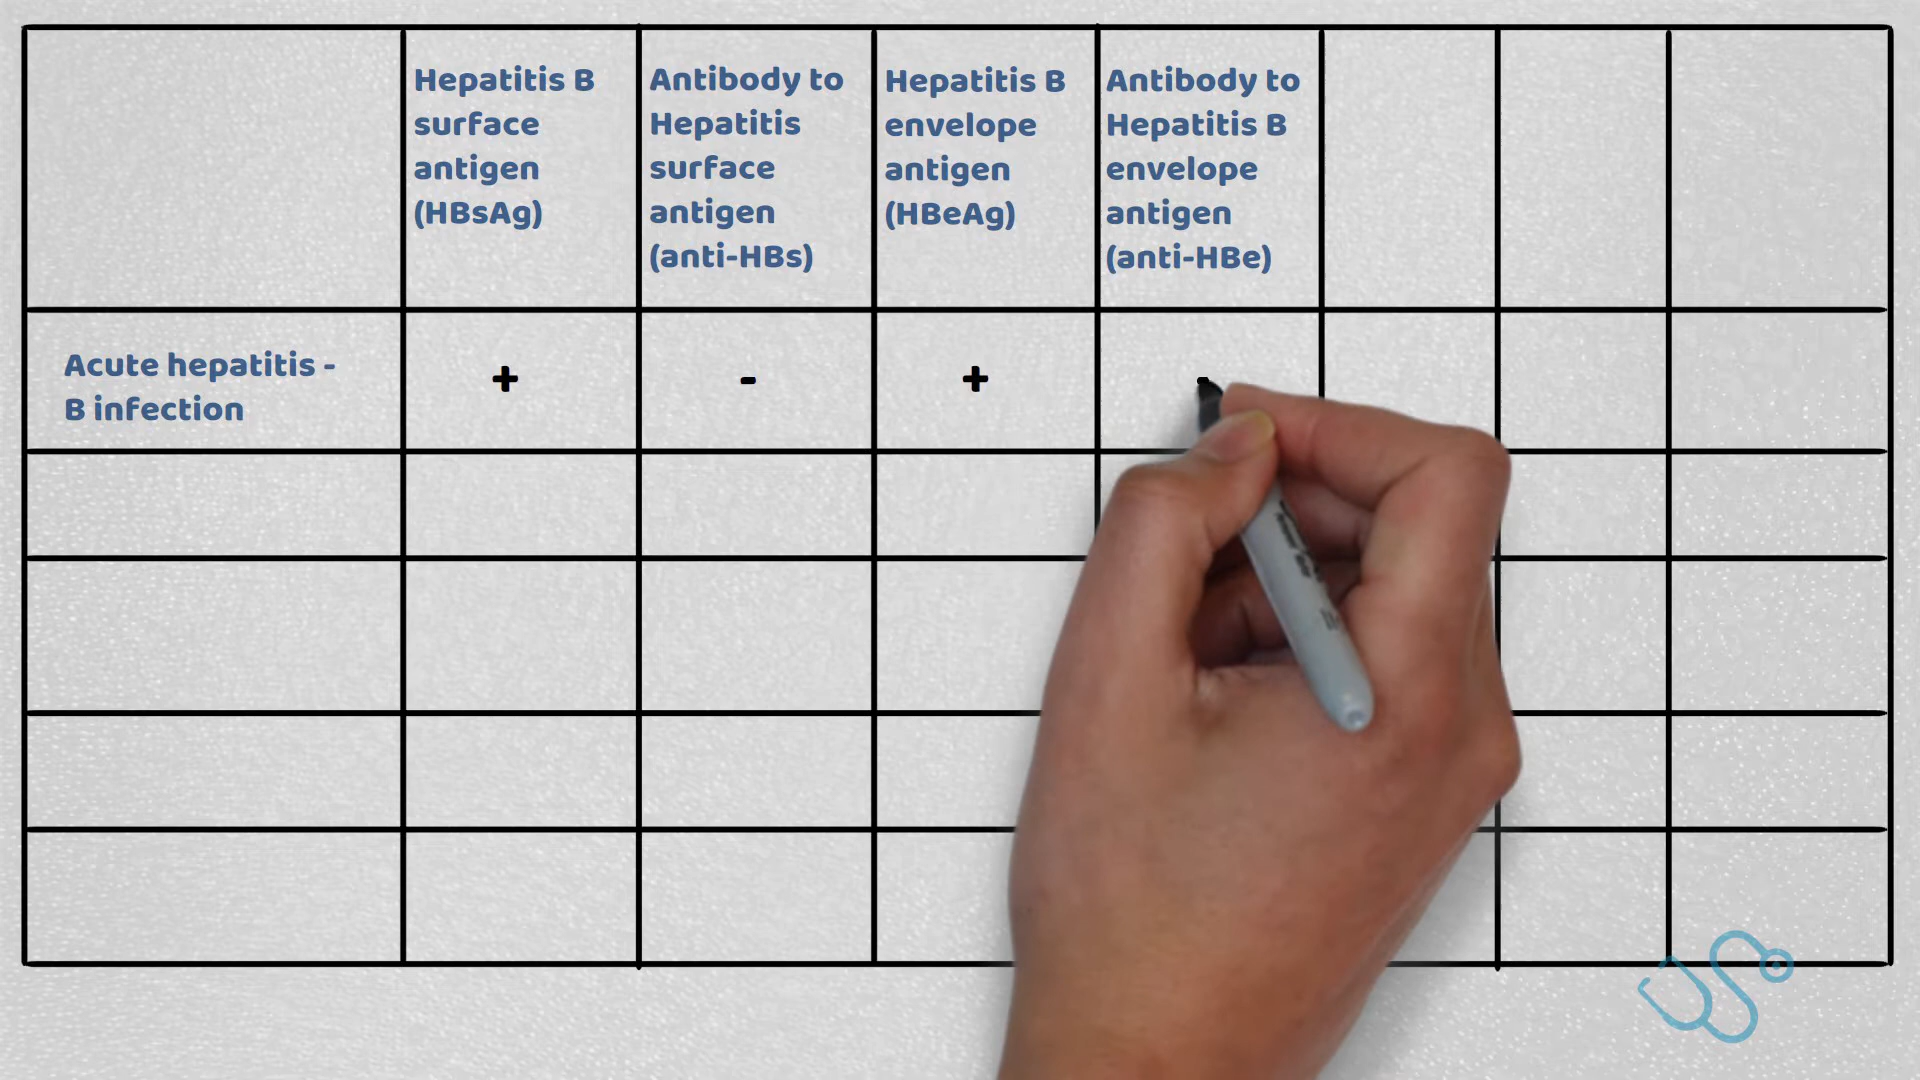 Hepatitis B
surface
antigen
(HBsAg)
Antibody to
Hepatitis
surface
antigen
(anti-HBs)
Hepatitis B
envelope
antigen
(HBeAg)
Antibody to
Hepatitis B
envelope
antigen
(anti-HBe)
Acute hepatitis -
B infection
+
-
+
-